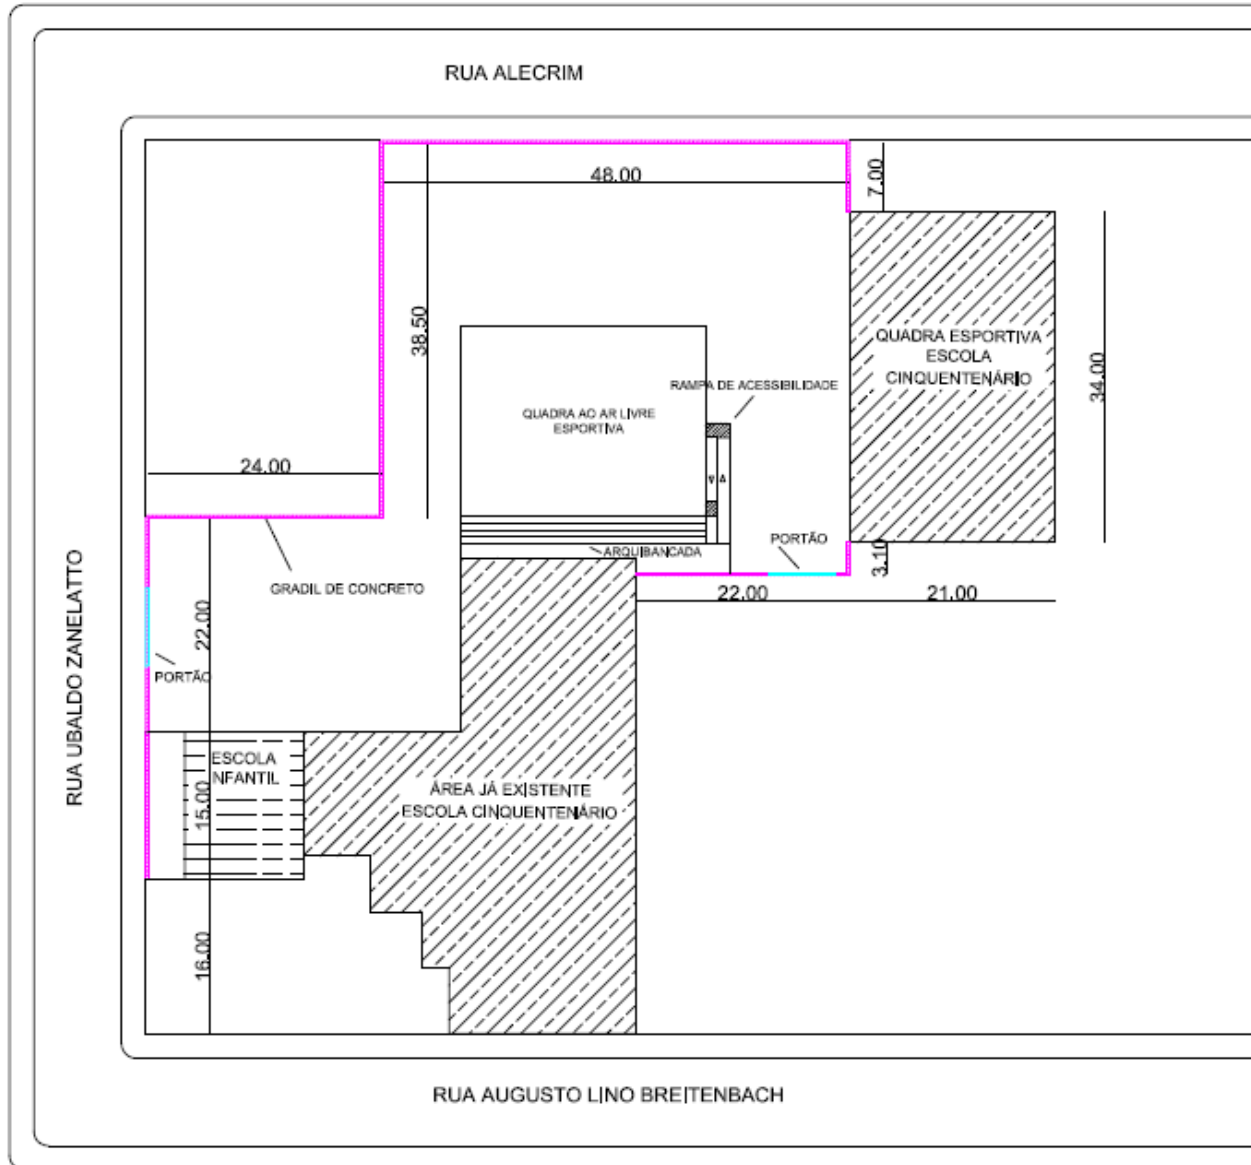 RUA ALECRIM
48.00
7.00
38.50
QUADRA ESPORTIVA
ESCOLA
CINQUENTENÁRIO
34.00
RAMPA DE ACESSIBILIDADE
QUADRA AO AR LIVRE
ESPORTIVA
24.00
ARQUIBANCADA
PORTÃO
3.10
GRADIL DE CONCRETO
22.00
21.00
22.00
PORTÃO
RUA UBALDO ZANELATTO
ESCOLA
NFANTIL
15.00
ÁREA JÁ EXISTENTE
ESCOLA CINQUENTENÁRIO
16.00
RUA AUGUSTO LINO BREITENBACH